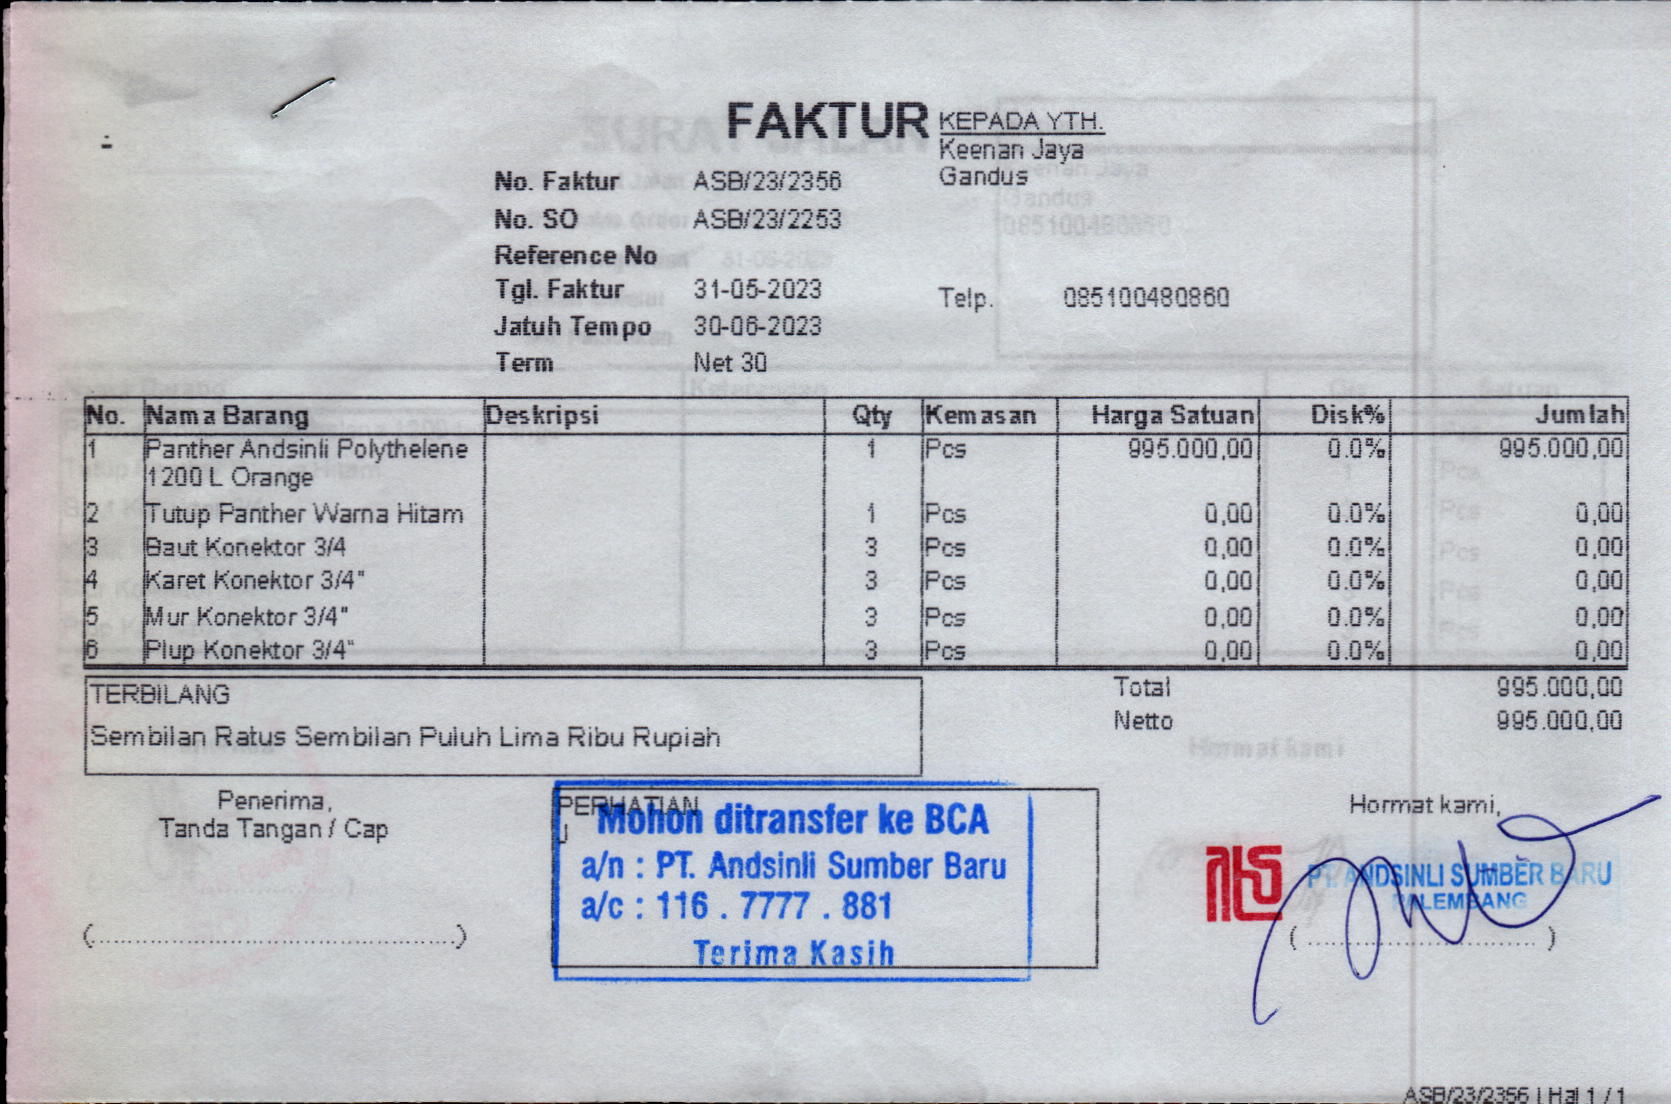 FAKTUR
KEPADA YTH.
Keenan Jaya
Gandus
No. Faktur ASB/23/2356
No. SO ASB/23/2253
Reference No
Tgl. Faktur 31-05-2023
Telp. 085100480860
Jatuh Tempo 30-06-2023
Term Net 30
No. Nama Barang Deskripsi Qty Kemasan Harga Satuan Disk% Jumlah
1 Panther Andsinli Polythelene 1 Pcs 995.000,00 0.0% 995.000,00
1200 L Orange
2 Tutup Panther Warna Hitam 1 Pcs 0,00 0.0% 0,00
3 Baut Konektor 3/4 3 Pcs 0,00 0.0% 0,00
4 Karet Konektor 3/4" 3 Pcs 0,00 0.0% 0,00
5 Mur Konektor 3/4" 3 Pcs 0,00 0.0% 0,00
6 Plup Konektor 3/4" 3 Pcs 0,00 0.0% 0,00
TERBILANG
Sembilan Ratus Sembilan Puluh Lima Ribu Rupiah
Total 995.000,00
Netto 995.000,00
Penerima,
Tanda Tangan / Cap
PERHATIAN
Mohon ditransfer ke BCA
a/n : PT. Andsinli Sumber Baru
a/c : 116 . 7777 . 881
Terima Kasih
Hormat kami,
PT. ANDSINLI SUMBER BARU
PALEMBANG
ASB/23/2356 | Hal 1 / 1